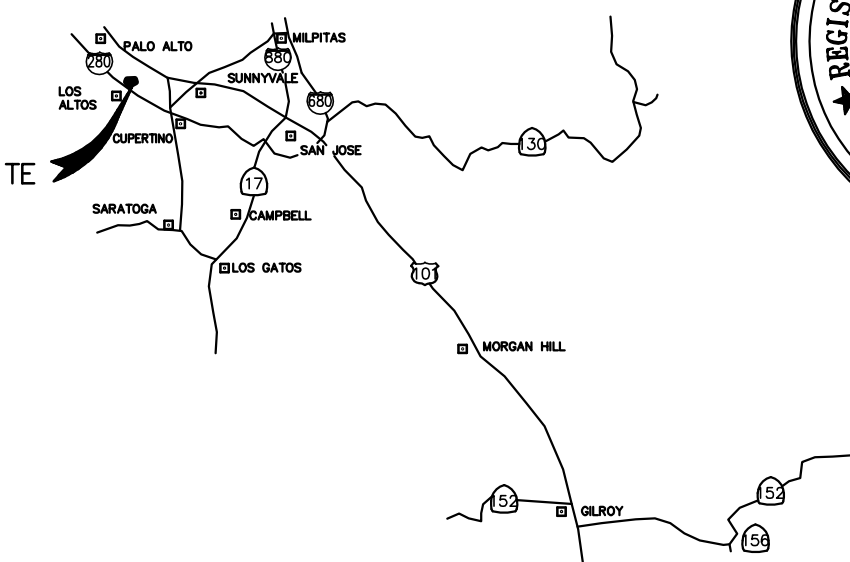 MILPITAS
PALO ALTO
280
880
SUNNYVALE
LOS
ALTOS
680
CUPERTINO
SAN JOSE
130
TE
17
SARATOGA
CAMPBELL
LOS GATOS
101
MORGAN HILL
152
GILROY
152
156
★ REGIS